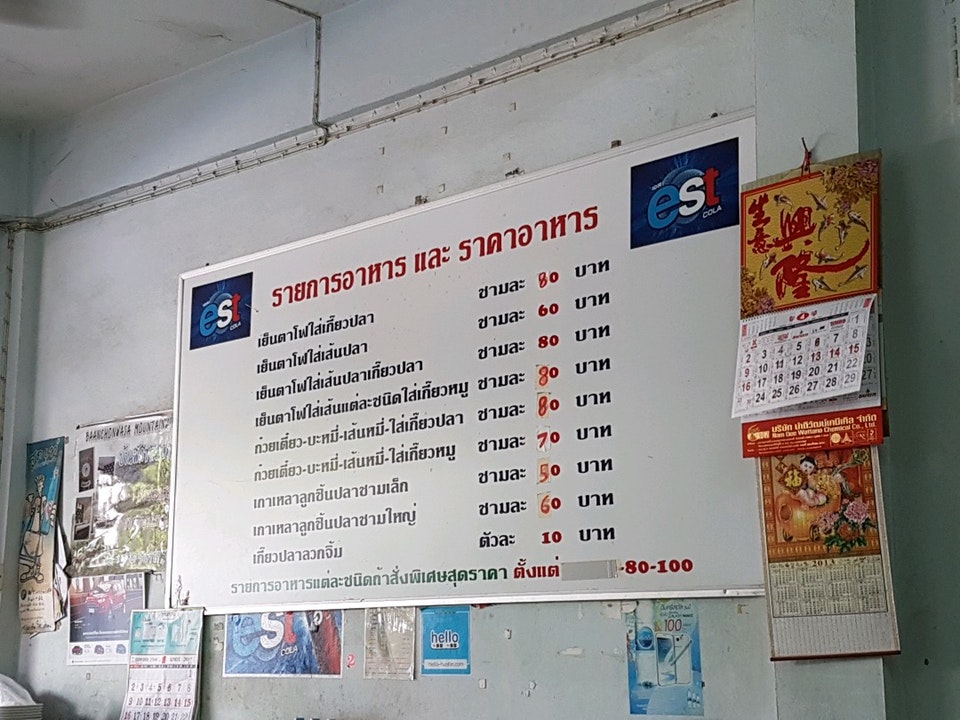 รายการอาหาร และ ราคาอาหาร
เย็นตาโฟใส่เกี๊ยวปลา ชามละ 80 บาท
เย็นตาโฟใส่เส้นปลา ชามละ 60 บาท
เย็นตาโฟใส่เส้นปลาเกี๊ยวปลา ชามละ 80 บาท
เย็นตาโฟใส่เส้นแต่ละชนิดใส่เกี๊ยวหมู ชามละ 80 บาท
ก๋วยเตี๋ยว-บะหมี่-เส้นหมี่-ใส่เกี๊ยวปลา ชามละ 80 บาท
ก๋วยเตี๋ยว-บะหมี่-เส้นหมี่-ใส่เกี๊ยวหมู ชามละ 70 บาท
เกาเหลาลูกชิ้นปลาชามเล็ก ชามละ 50 บาท
เกาเหลาลูกชิ้นปลาชามใหญ่ ชามละ 60 บาท
เกี๊ยวปลาลวกจิ้ม ตัวละ 10 บาท
รายการอาหารแต่ละชนิดถ้าสั่งพิเศษสุดราคา ตั้งแต่ -80-100
est COLA
est COLA
生意興隆
Nam Dee Wattana Chemical Co., Ltd.
2013
BAANCHONWASA MOUNTAIN
est COLA
hello
100